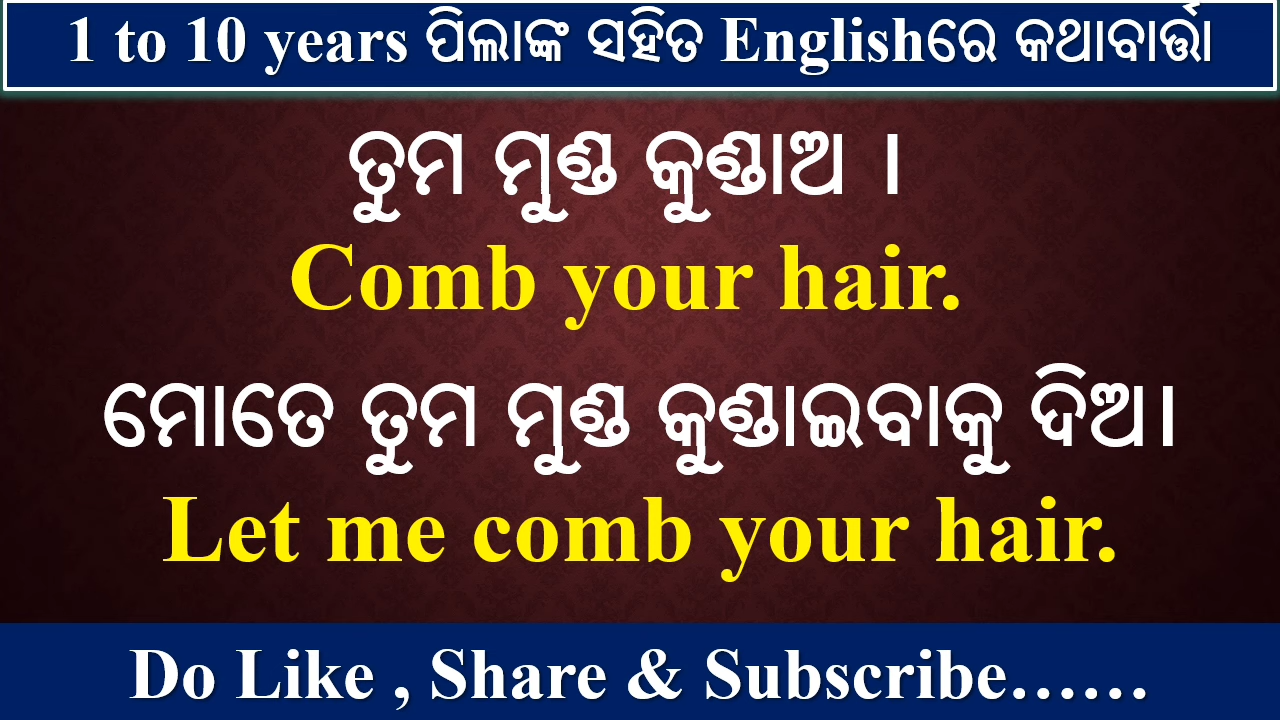 1 to 10 years ପିଲାଙ୍କ ସହିତ Englishରେ କଥାବାର୍ତ୍ତା
ତୁମ ମୁଣ୍ଡ କୁଣ୍ଡାଅ ।
Comb your hair.
ମୋତେ ତୁମ ମୁଣ୍ଡ କୁଣ୍ଡାଇବାକୁ ଦିଅ।
Let me comb your hair.
Do Like , Share & Subscribe......